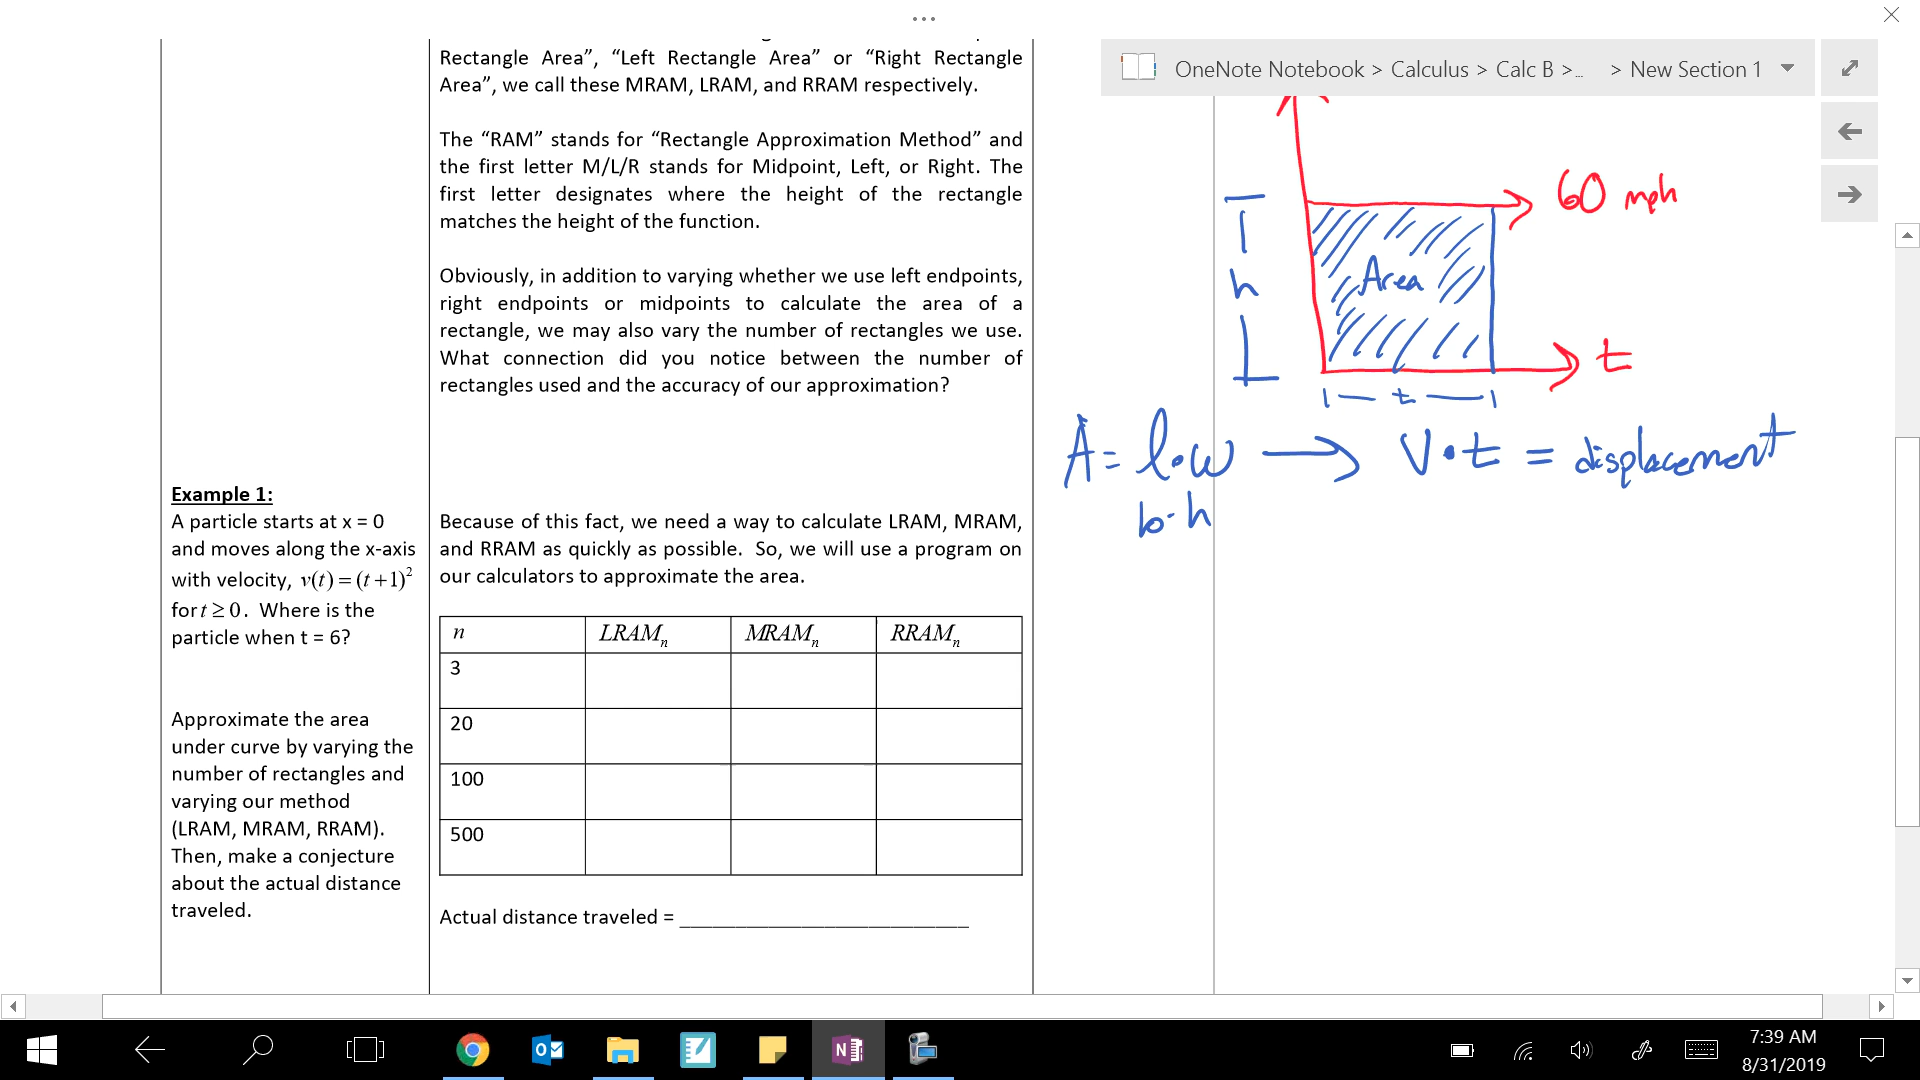 OneNote Notebook > Calculus > Calc B >... > New Section 1
Rectangle Area”, “Left Rectangle Area” or “Right Rectangle
Area”, we call these MRAM, LRAM, and RRAM respectively.
The “RAM” stands for “Rectangle Approximation Method” and
the first letter M/L/R stands for Midpoint, Left, or Right. The
first letter designates where the height of the rectangle
matches the height of the function.
Obviously, in addition to varying whether we use left endpoints,
right endpoints or midpoints to calculate the area of a
rectangle, we may also vary the number of rectangles we use.
What connection did you notice between the number of
rectangles used and the accuracy of our approximation?
Example 1:
A particle starts at x = 0
and moves along the x-axis
with velocity, v(t) = (t+1)²
for t ≥ 0. Where is the
particle when t = 6?
Approximate the area
under curve by varying the
number of rectangles and
varying our method
(LRAM, MRAM, RRAM).
Then, make a conjecture
about the actual distance
traveled.
Because of this fact, we need a way to calculate LRAM, MRAM,
and RRAM as quickly as possible. So, we will use a program on
our calculators to approximate the area.
n LRAMₙ MRAMₙ RRAMₙ
3
20
100
500
Actual distance traveled = ___________________________
60 mph
h
Area
t
t
A = l·w → V·t = displacement
b·h
7:39 AM
8/31/2019